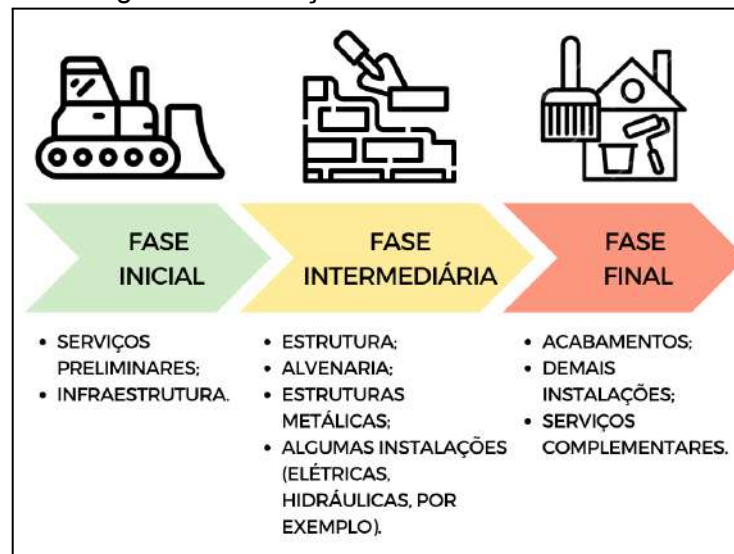 FASE
INICIAL
FASE
INTERMEDIÁRIA
FASE
FINAL
• SERVIÇOS
PRELIMINARES;
• INFRAESTRUTURA.
• ESTRUTURA;
• ALVENARIA;
• ESTRUTURAS
METÁLICAS;
• ALGUMAS INSTALAÇÕES
(ELÉTRICAS,
HIDRÁULICAS, POR
EXEMPLO).
• ACABAMENTOS;
• DEMAIS
INSTALAÇÕES;
• SERVIÇOS
COMPLEMENTARES.